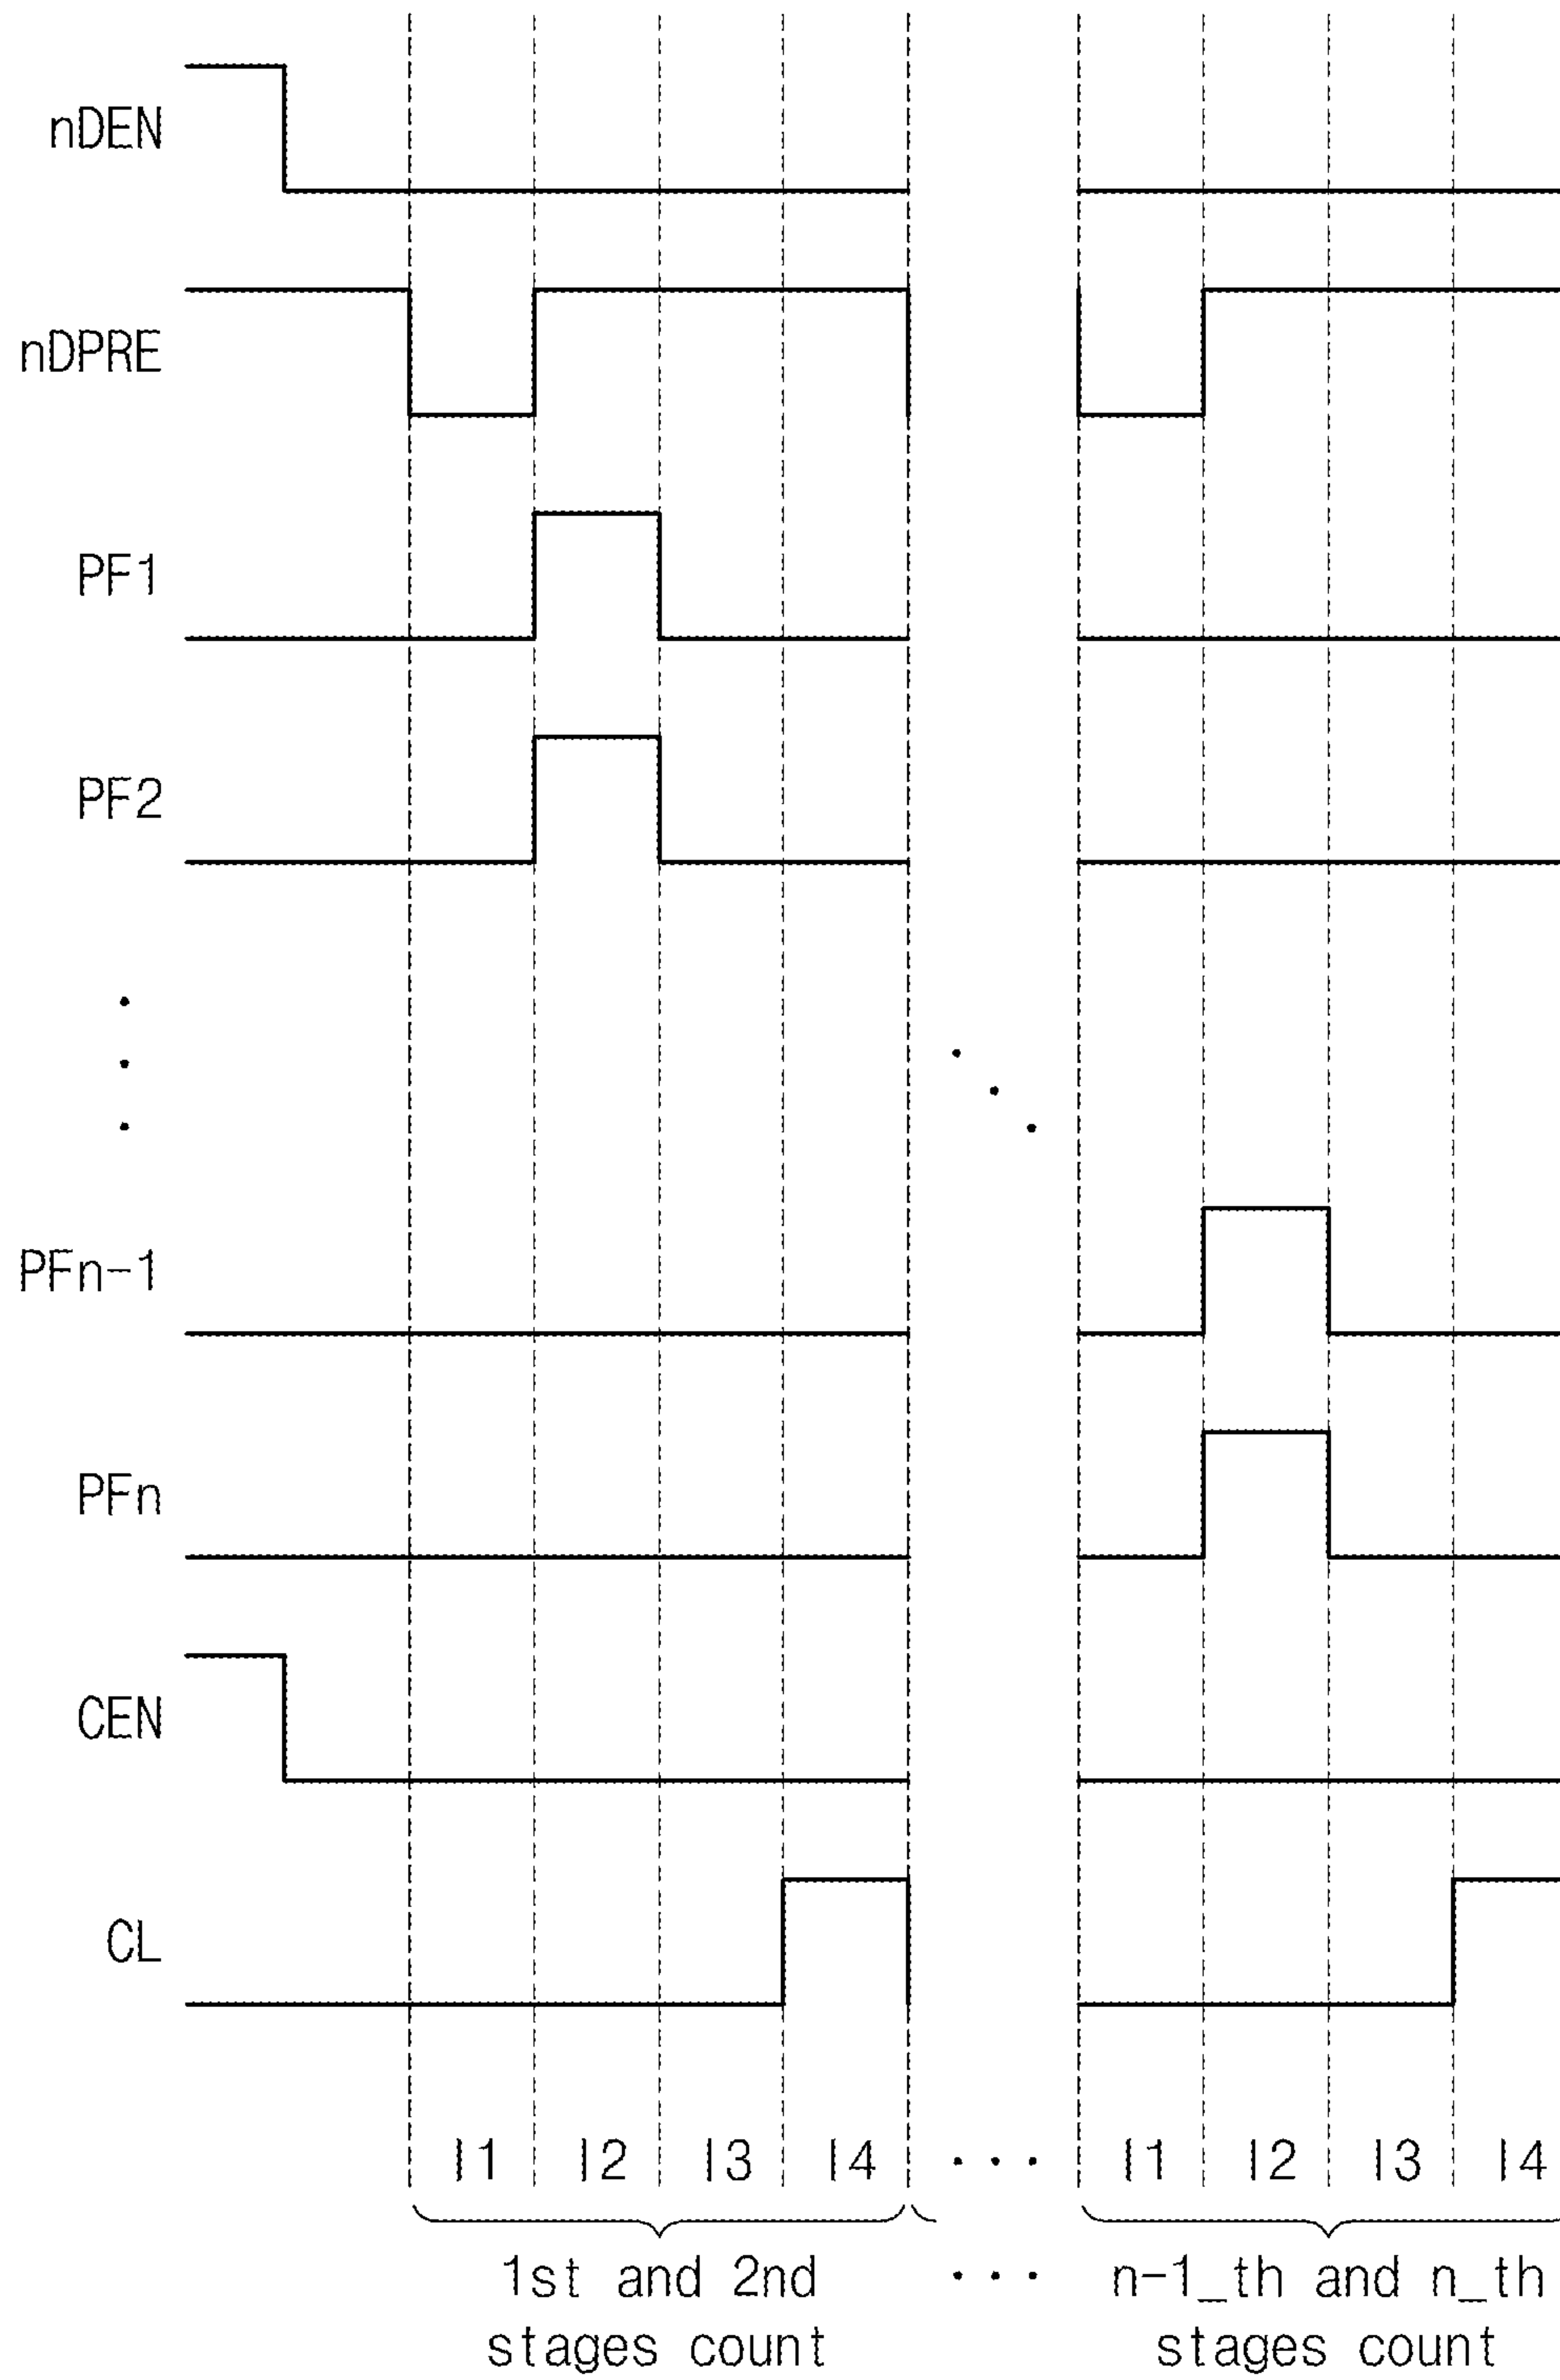 nDEN
nDPRE
PF1
PF2
PFn-1
PFn
CEN
CL
I1 I2 I3 I4 ... I1 I2 I3 I4
1st and 2nd ... n-1_th and n_th
stages count stages count